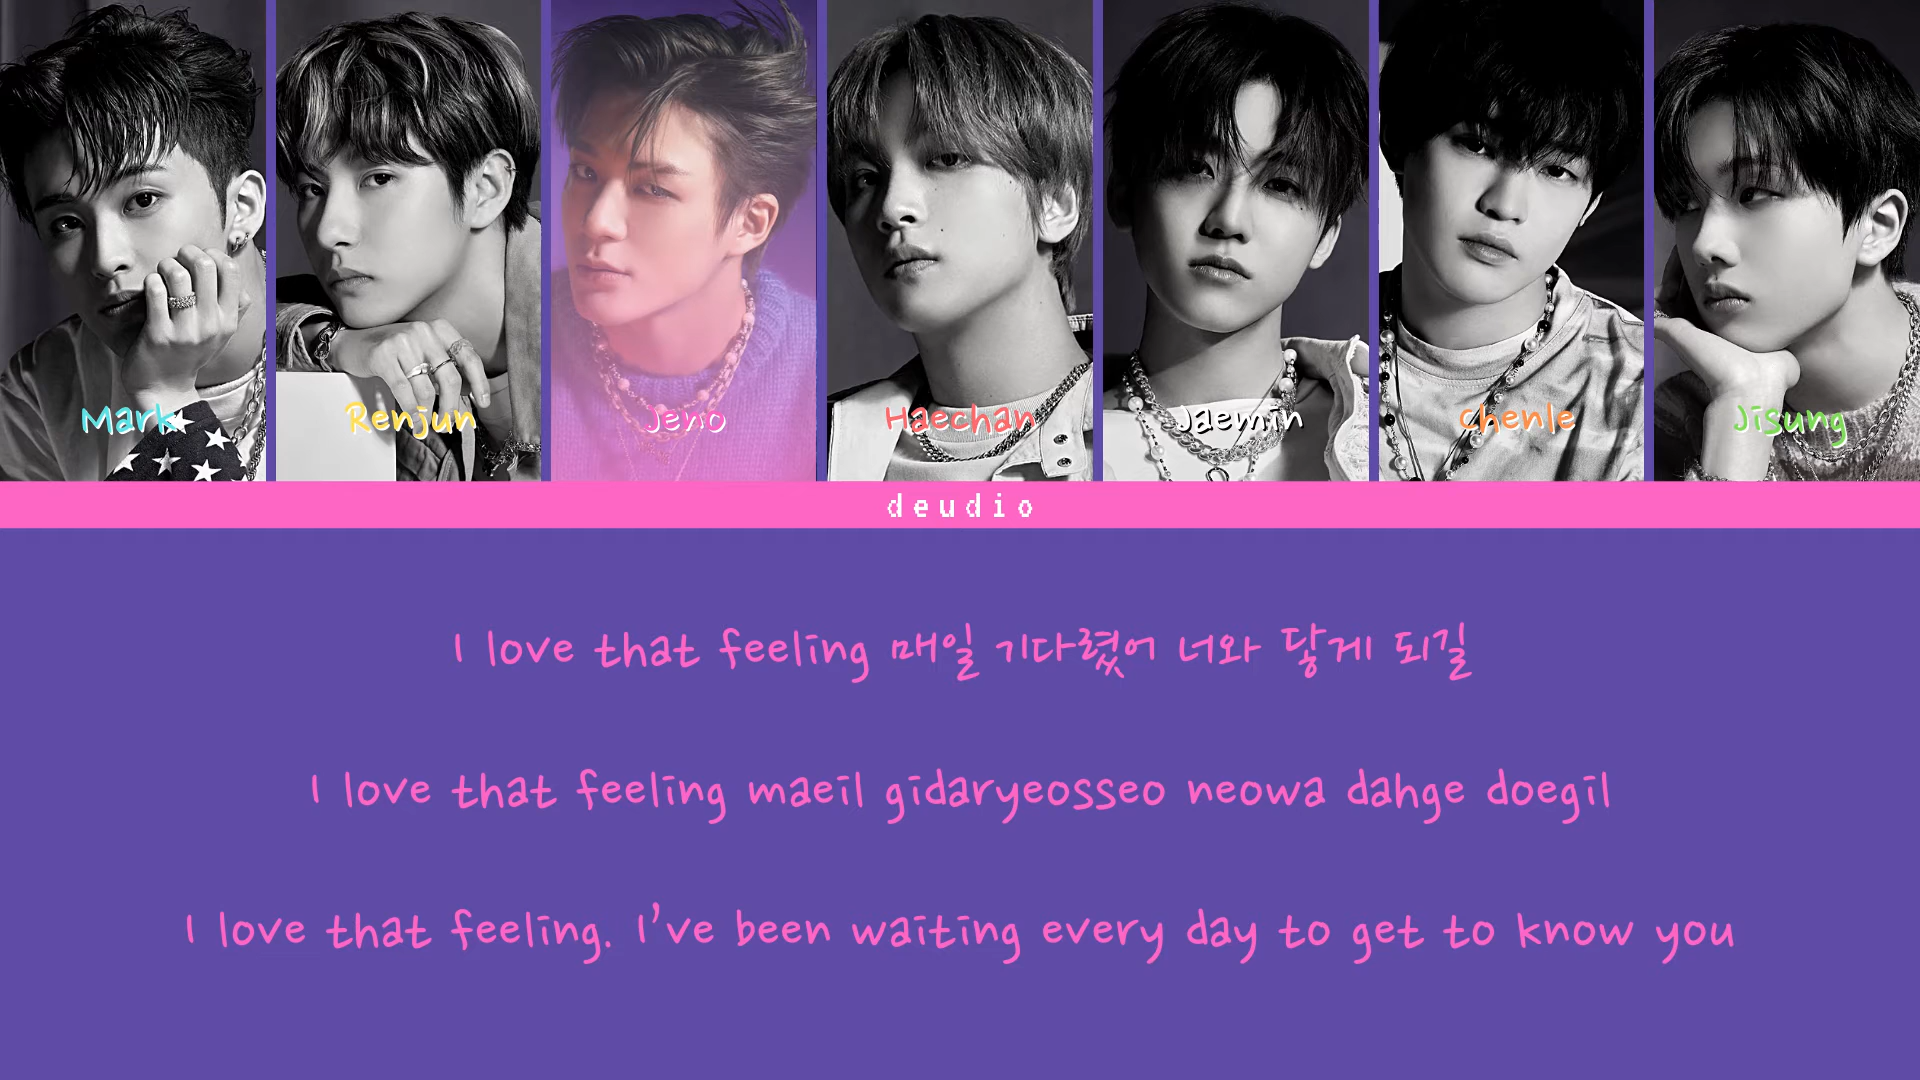 Mark Renjun Jeno Haechan Jaemin Chenle Jisung
deudio
I love that feeling 매일 기다렸어 너와 닿게 되길
I love that feeling maeil gidaryeosseo neowa dahge doegil
I love that feeling. I've been waiting every day to get to know you